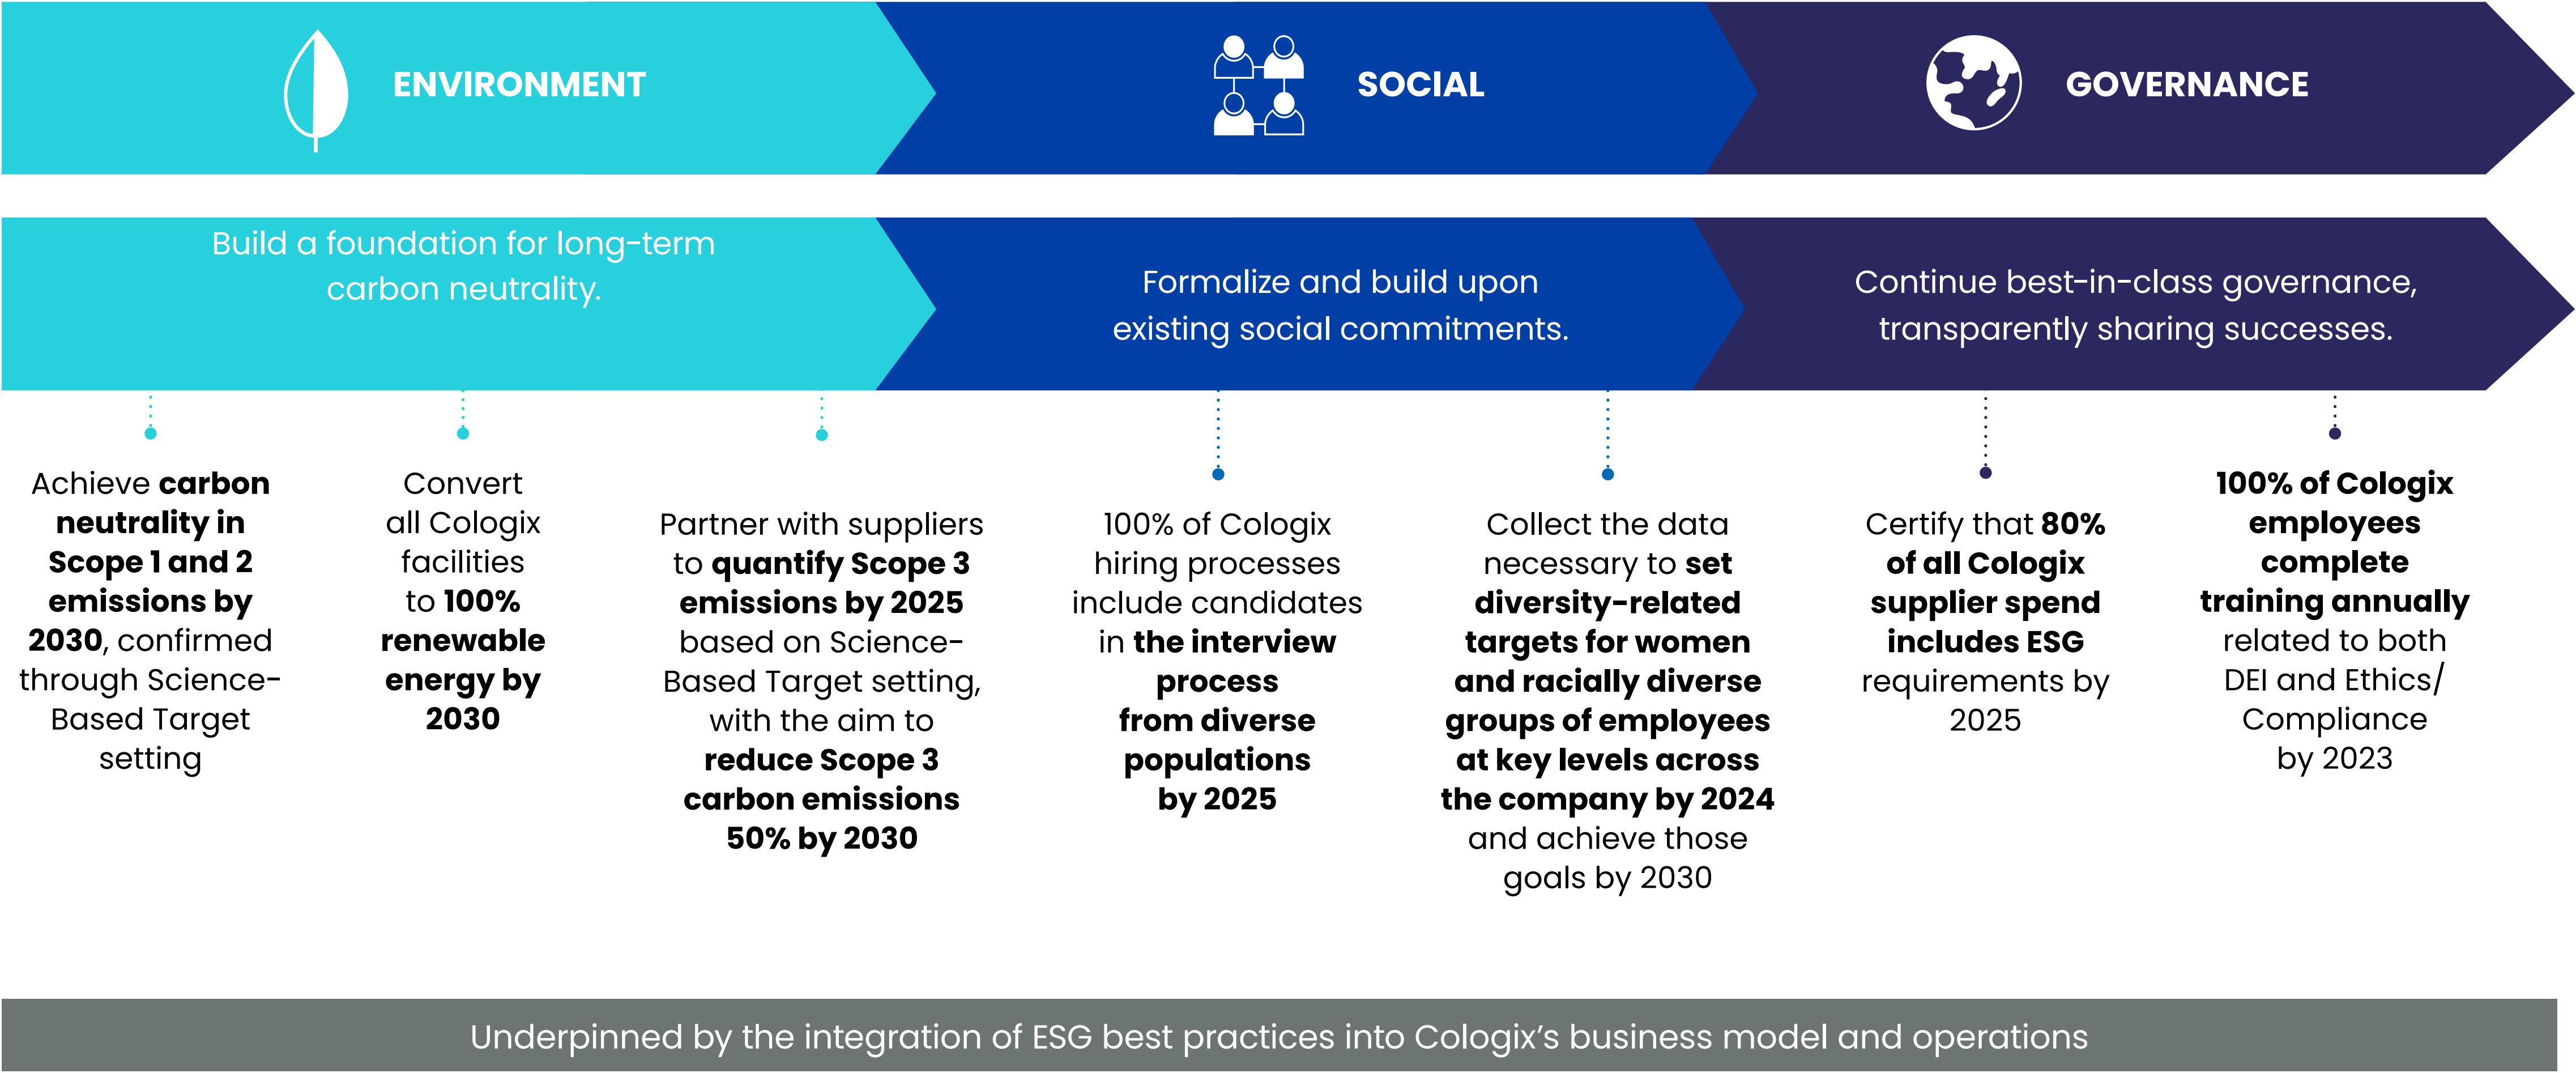 ENVIRONMENT
SOCIAL
GOVERNANCE
Build a foundation for long-term
carbon neutrality.
Formalize and build upon
existing social commitments.
Continue best-in-class governance,
transparently sharing successes.
Achieve carbon
neutrality in
Scope 1 and 2
emissions by
2030, confirmed
through Science-
Based Target
setting
Convert
all Cologix
facilities
to 100%
renewable
energy by
2030
Partner with suppliers
to quantify Scope 3
emissions by 2025
based on Science-
Based Target setting,
with the aim to
reduce Scope 3
carbon emissions
50% by 2030
100% of Cologix
hiring processes
include candidates
in the interview
process
from diverse
populations
by 2025
Collect the data
necessary to set
diversity-related
targets for women
and racially diverse
groups of employees
at key levels across
the company by 2024
and achieve those
goals by 2030
Certify that 80%
of all Cologix
supplier spend
includes ESG
requirements by
2025
100% of Cologix
employees
complete
training annually
related to both
DEI and Ethics/
Compliance
by 2023
Underpinned by the integration of ESG best practices into Cologix's business model and operations